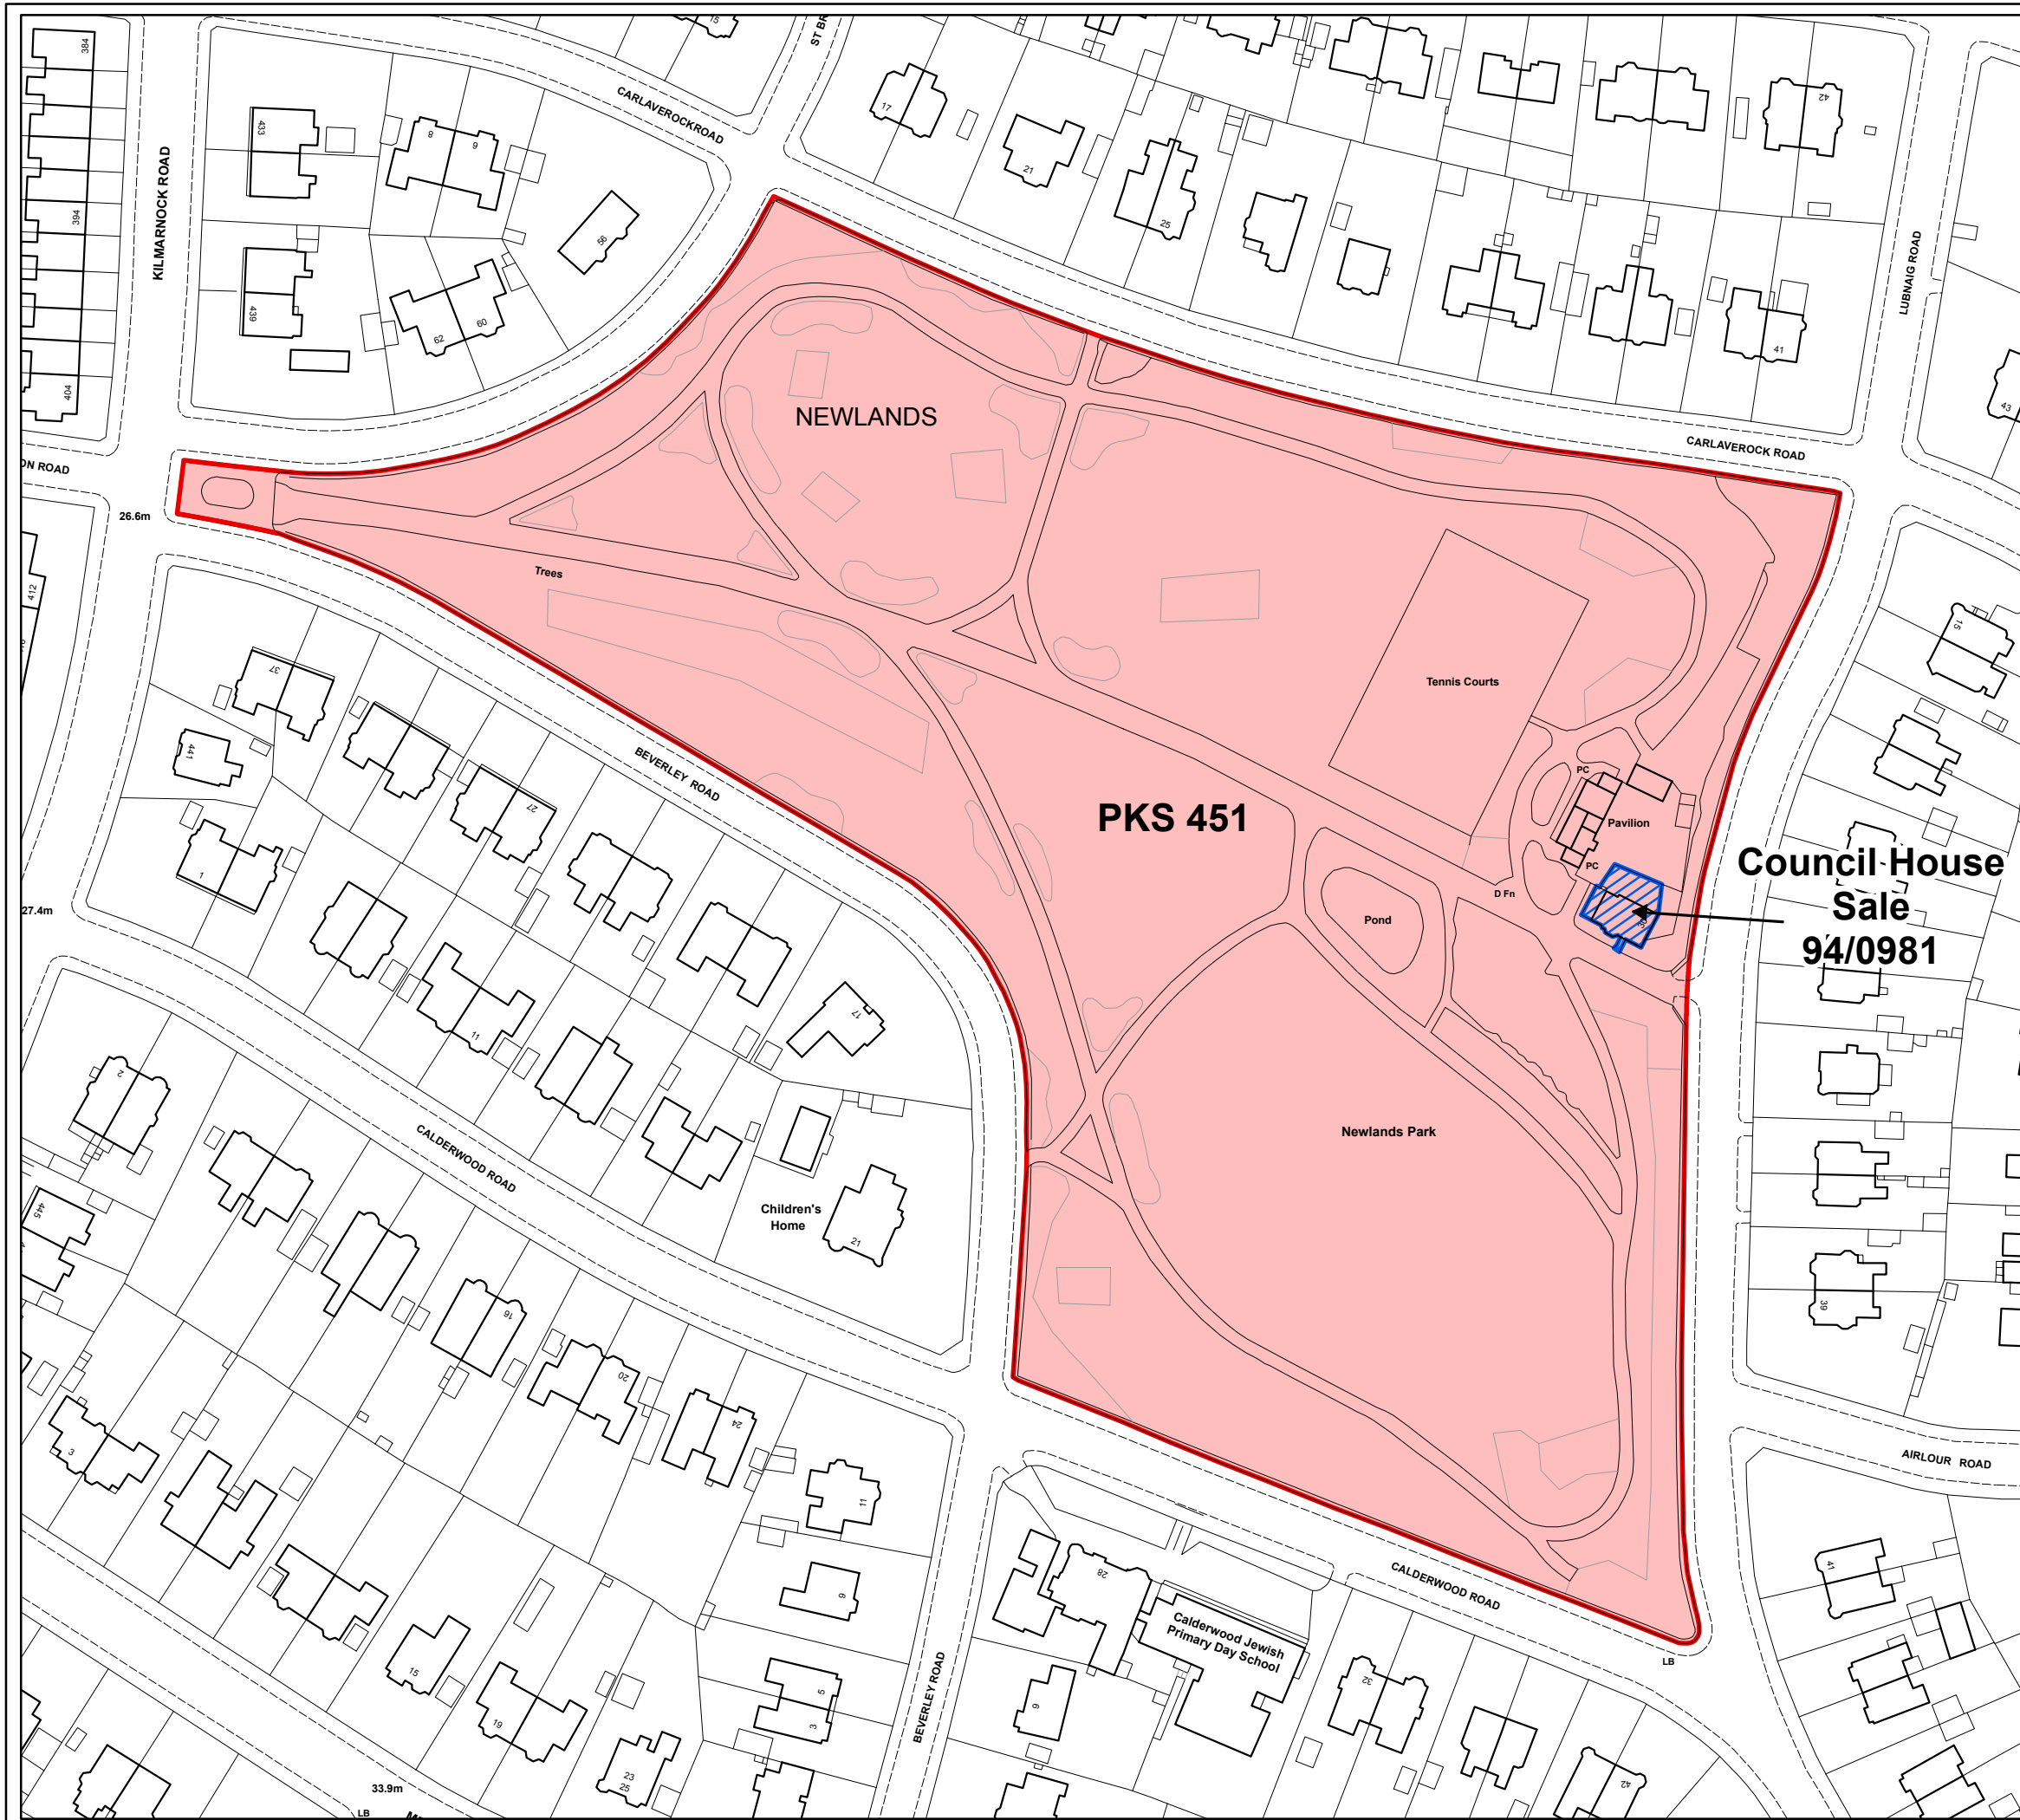 384
15
CARLAVEROCKROAD
17
42
433
8
6
21
KILMARNOCK ROAD
394
56
25
LUBNAIG ROAD
439
62
60
41
404
NEWLANDS
43
CARLAVEROCK ROAD
ON ROAD
26.6m
Trees
412
15
37
Tennis Courts
441
BEVERLEY ROAD
PC
27
PKS 451
Pavilion
Council House
Sale
94/0981
PC
1
D Fn
27.4m
Pond
17
11
2
CALDERWOOD ROAD
Newlands Park
445
Children's
Home
21
39
16
20
24
3
AIRLOUR ROAD
11
28
41
CALDERWOOD ROAD
9
Calderwood Jewish
Primary Day School
LB
15
32
5
3
9
BEVERLEY ROAD
19
23
25
42
33.9m
LB